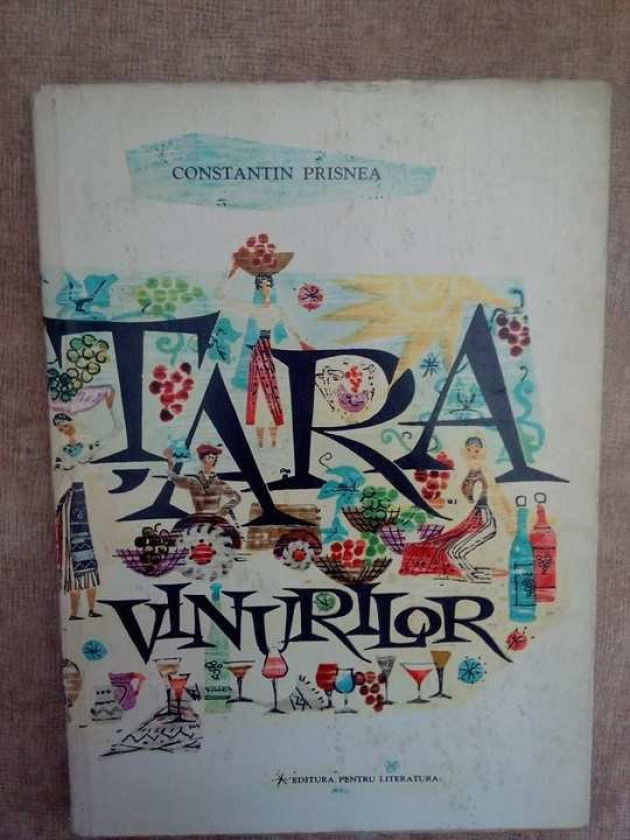 CONSTANTIN PRISNEA
ȚARA
VINURILOR
EDITURA PENTRU LITERATURA